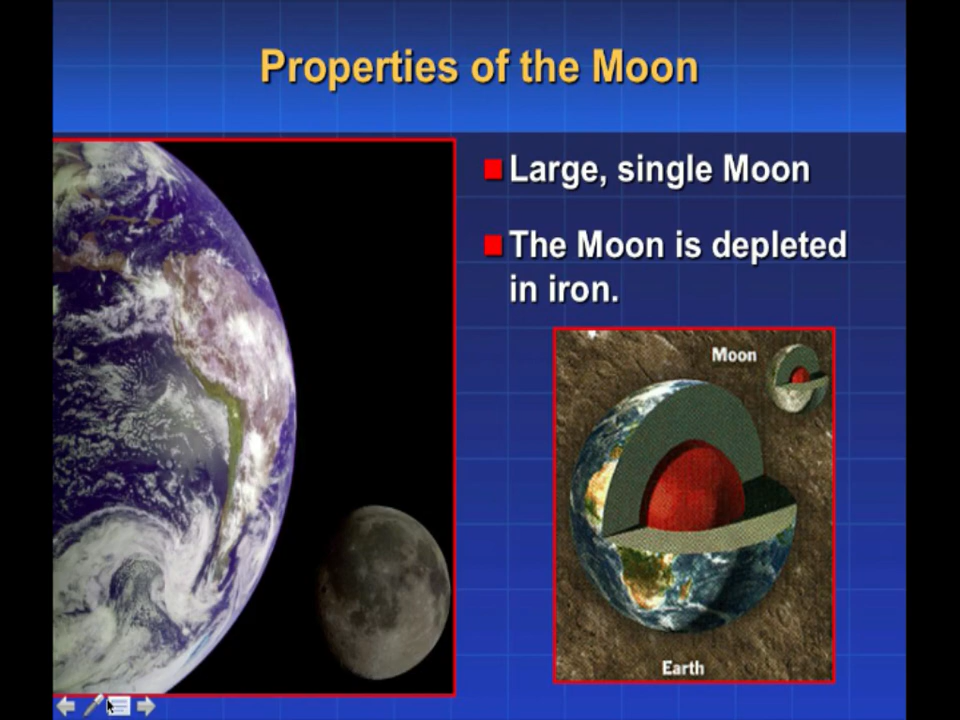 Properties of the Moon
Large, single Moon
The Moon is depleted
in iron.
Moon
Earth